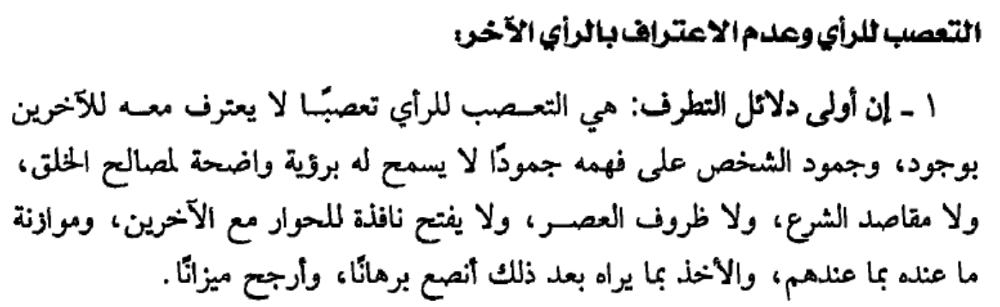 التعصب للرأي وعدم الاعتراف بالرأي الآخر:
١ ـ إن أولى دلائل التطرف: هي التعصب للرأي تعصبًا لا يعترف معه للآخرين
بوجود، وجمود الشخص على فهمه جمودًا لا يسمح له برؤية واضحة لمصالح الخلق،
ولا مقاصد الشرع، ولا ظروف العصر، ولا يفتح نافذة للحوار مع الآخرين، وموازنة
ما عنده بما عندهم، والأخذ بما يراه بعد ذلك أنصع برهانًا، وأرجح ميزانًا.